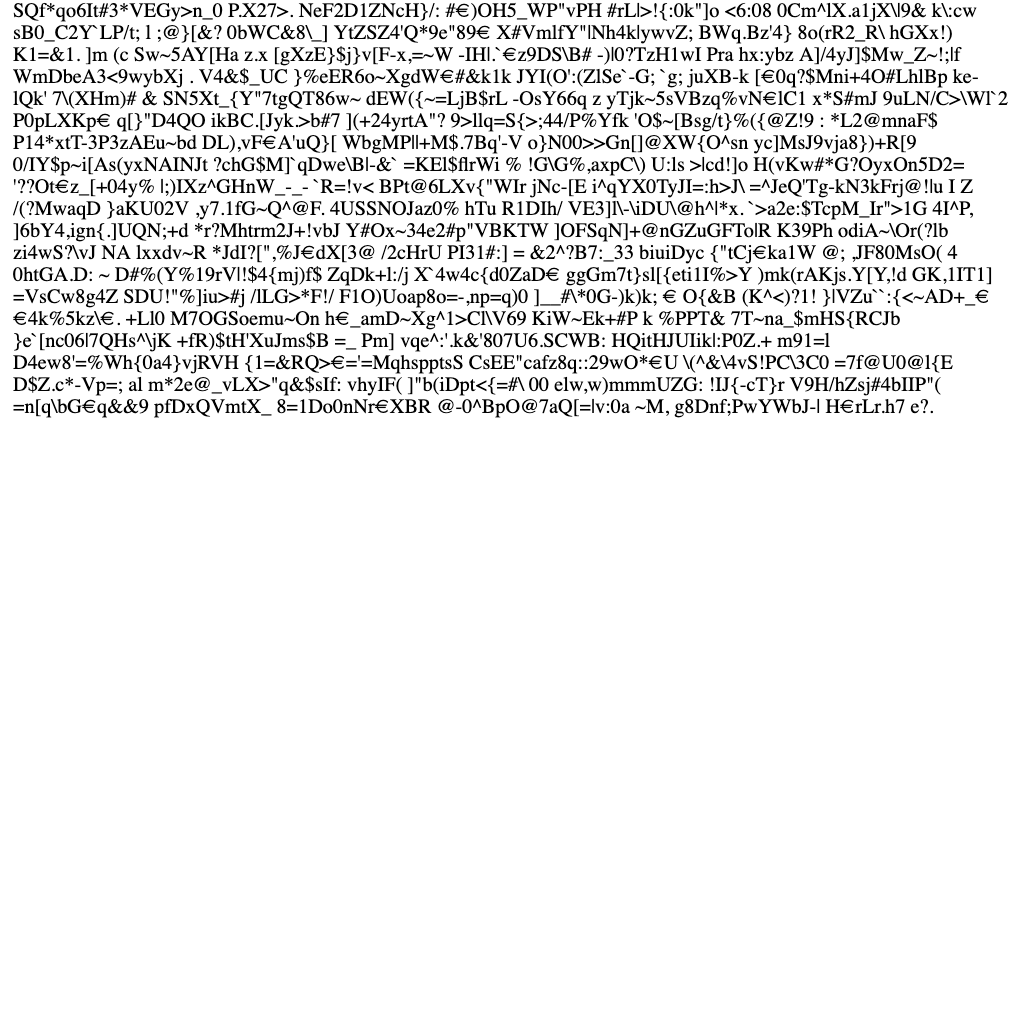 SQf*qo6It#3*VEGy>n_0 P.X27>. NeF2D1ZNcH}/: #€)OH5_WP"vPH #rL|>!{:0k"]o <6:08 0Cm^lX.a1jX\|9& k\:cw
sB0_C2Y`LP/t; l ;@}[&? 0bWC&8\_] YtZSZ4'Q*9e"89€ X#VmlfY"|Nh4k|ywvZ; BWq.Bz'4} 8o(rR2_R\ hGXx!)
K1=&1. ]m (c Sw~5AY[Ha z.x [gXzE}$j}v[F-x,=~W -IH|.`€z9DS\B# -)|0?TzH1wI Pra hx:ybz A]/4yJ]$Mw_Z~!;|f
WmDbeA3<9wybXj . V4&$_UC }%eER6o~XgdW€#&k1k JYI(O':(ZlSe`-G; `g; juXB-k [€0q?$Mni+4O#LhlBp ke-
lQk' 7\(XHm)# & SN5Xt_{Y"7tgQT86w~ dEW({~=LjB$rL -OsY66q z yTjk~5sVBzq%vN€lC1 x*S#mJ 9uLN/C>\Wl`2
P0pLXKp€ q[}"D4QO ikBC.[Jyk.>b#7 ](+24yrtA"? 9>llq=S{>;44/P%Yfk 'O$~[Bsg/t}%({@Z!9 : *L2@mnaF$
P14*xtT-3P3zAEu~bd DL),vF€A'uQ}[ WbgMP||+M$.7Bq'-V o}N00>>Gn[]@XW{O^sn yc]MsJ9vja8})+R[9
0/IY$p~i[As(yxNAINJt ?chG$M]`qDwe\B|-&` =KEl$flrWi % !G\G%,axpC\) U:ls >|cd!]o H(vKw#*G?OyxOn5D2=
'??Ot€z_[+04y% |;)IXz^GHnW_-_-`R=!v< BPt@6LXv{"WIr jNc-[E i^qYX0TyJI=:h>J\ =^JeQ'Tg-kN3kFrj@!|u I Z
/(?MwaqD }aKU02V ,y7.1fG~Q^@F. 4USSNOJaz0% hTu R1DIh/ VE3]l\-\iDU\@h^|*x. `>a2e:$TcpM_Ir">1G 4I^P,
]6bY4,ign{.]UQN;+d *r?Mhtrm2J+!vbJ Y#Ox~34e2#p"VBKTW ]OFSqN]+@nGZuGFTolR K39Ph odiA~\Or(?lb
zi4wS?\vJ NA lxxdv~R *JdI?[",%J€dX[3@ /2cHrU PI31#:] = &2^?B7:_33 biuiDyc {"tCj€ka1W @; ,JF80MsO( 4
0htGA.D: ~ D#%(Y%19rVl!$4{mj)f$ ZqDk+l:/j X`4w4c{d0ZaD€ ggGm7t}sl[{eti1I%>Y )mk(rAKjs.Y[Y,!d GK,1IT1]
=VsCw8g4Z SDU!"%]iu>#j /lLG>*F!/ F1O)Uoap8o=-,np=q)0 ]__#\*0G-)k)k; € O{&B (K^<)?1! }|VZu``:{<~AD+_€
€4k%5kz\€. +Ll0 M7OGSoemu~On h€_amD~Xg^1>Cl\V69 KiW~Ek+#P k %PPT& 7T~na_$mHS{RCJb
}e`[nc06|7QHs^\jK +fR)$tH'XuJms$B =_ Pm] vqe^:'.k&'807U6.SCWB: HQitHJUIik|:P0Z.+ m91=l
D4ew8'=%Wh{0a4}vjRVH {1=&RQ>€='=MqhspptsS CsEE"cafz8q::29wO*€U \(^&\4vS!PC\3C0 =7f@U0@l{E
D$Z.c*-Vp=; al m*2e@_vLX>"q&$sIf: vhyIF( ]"b(iDpt<{=#\ 00 elw,w)mmmUZG: !IJ{-cT}r V9H/hZsj#4bIIP"(
=n[q\bG€q&&9 pfDxQVmtX_ 8=1Do0nNr€XBR @-0^BpO@7aQ[=|v:0a ~M, g8Dnf;PwYWbJ-| H€rLr.h7 e?.